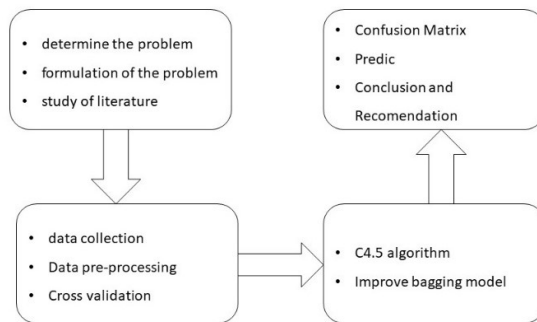 • determine the problem
• formulation of the problem
• study of literature
• data collection
• Data pre-processing
• Cross validation
• C4.5 algorithm
• Improve bagging model
• Confusion Matrix
• Predic
• Conclusion and
Recomendation